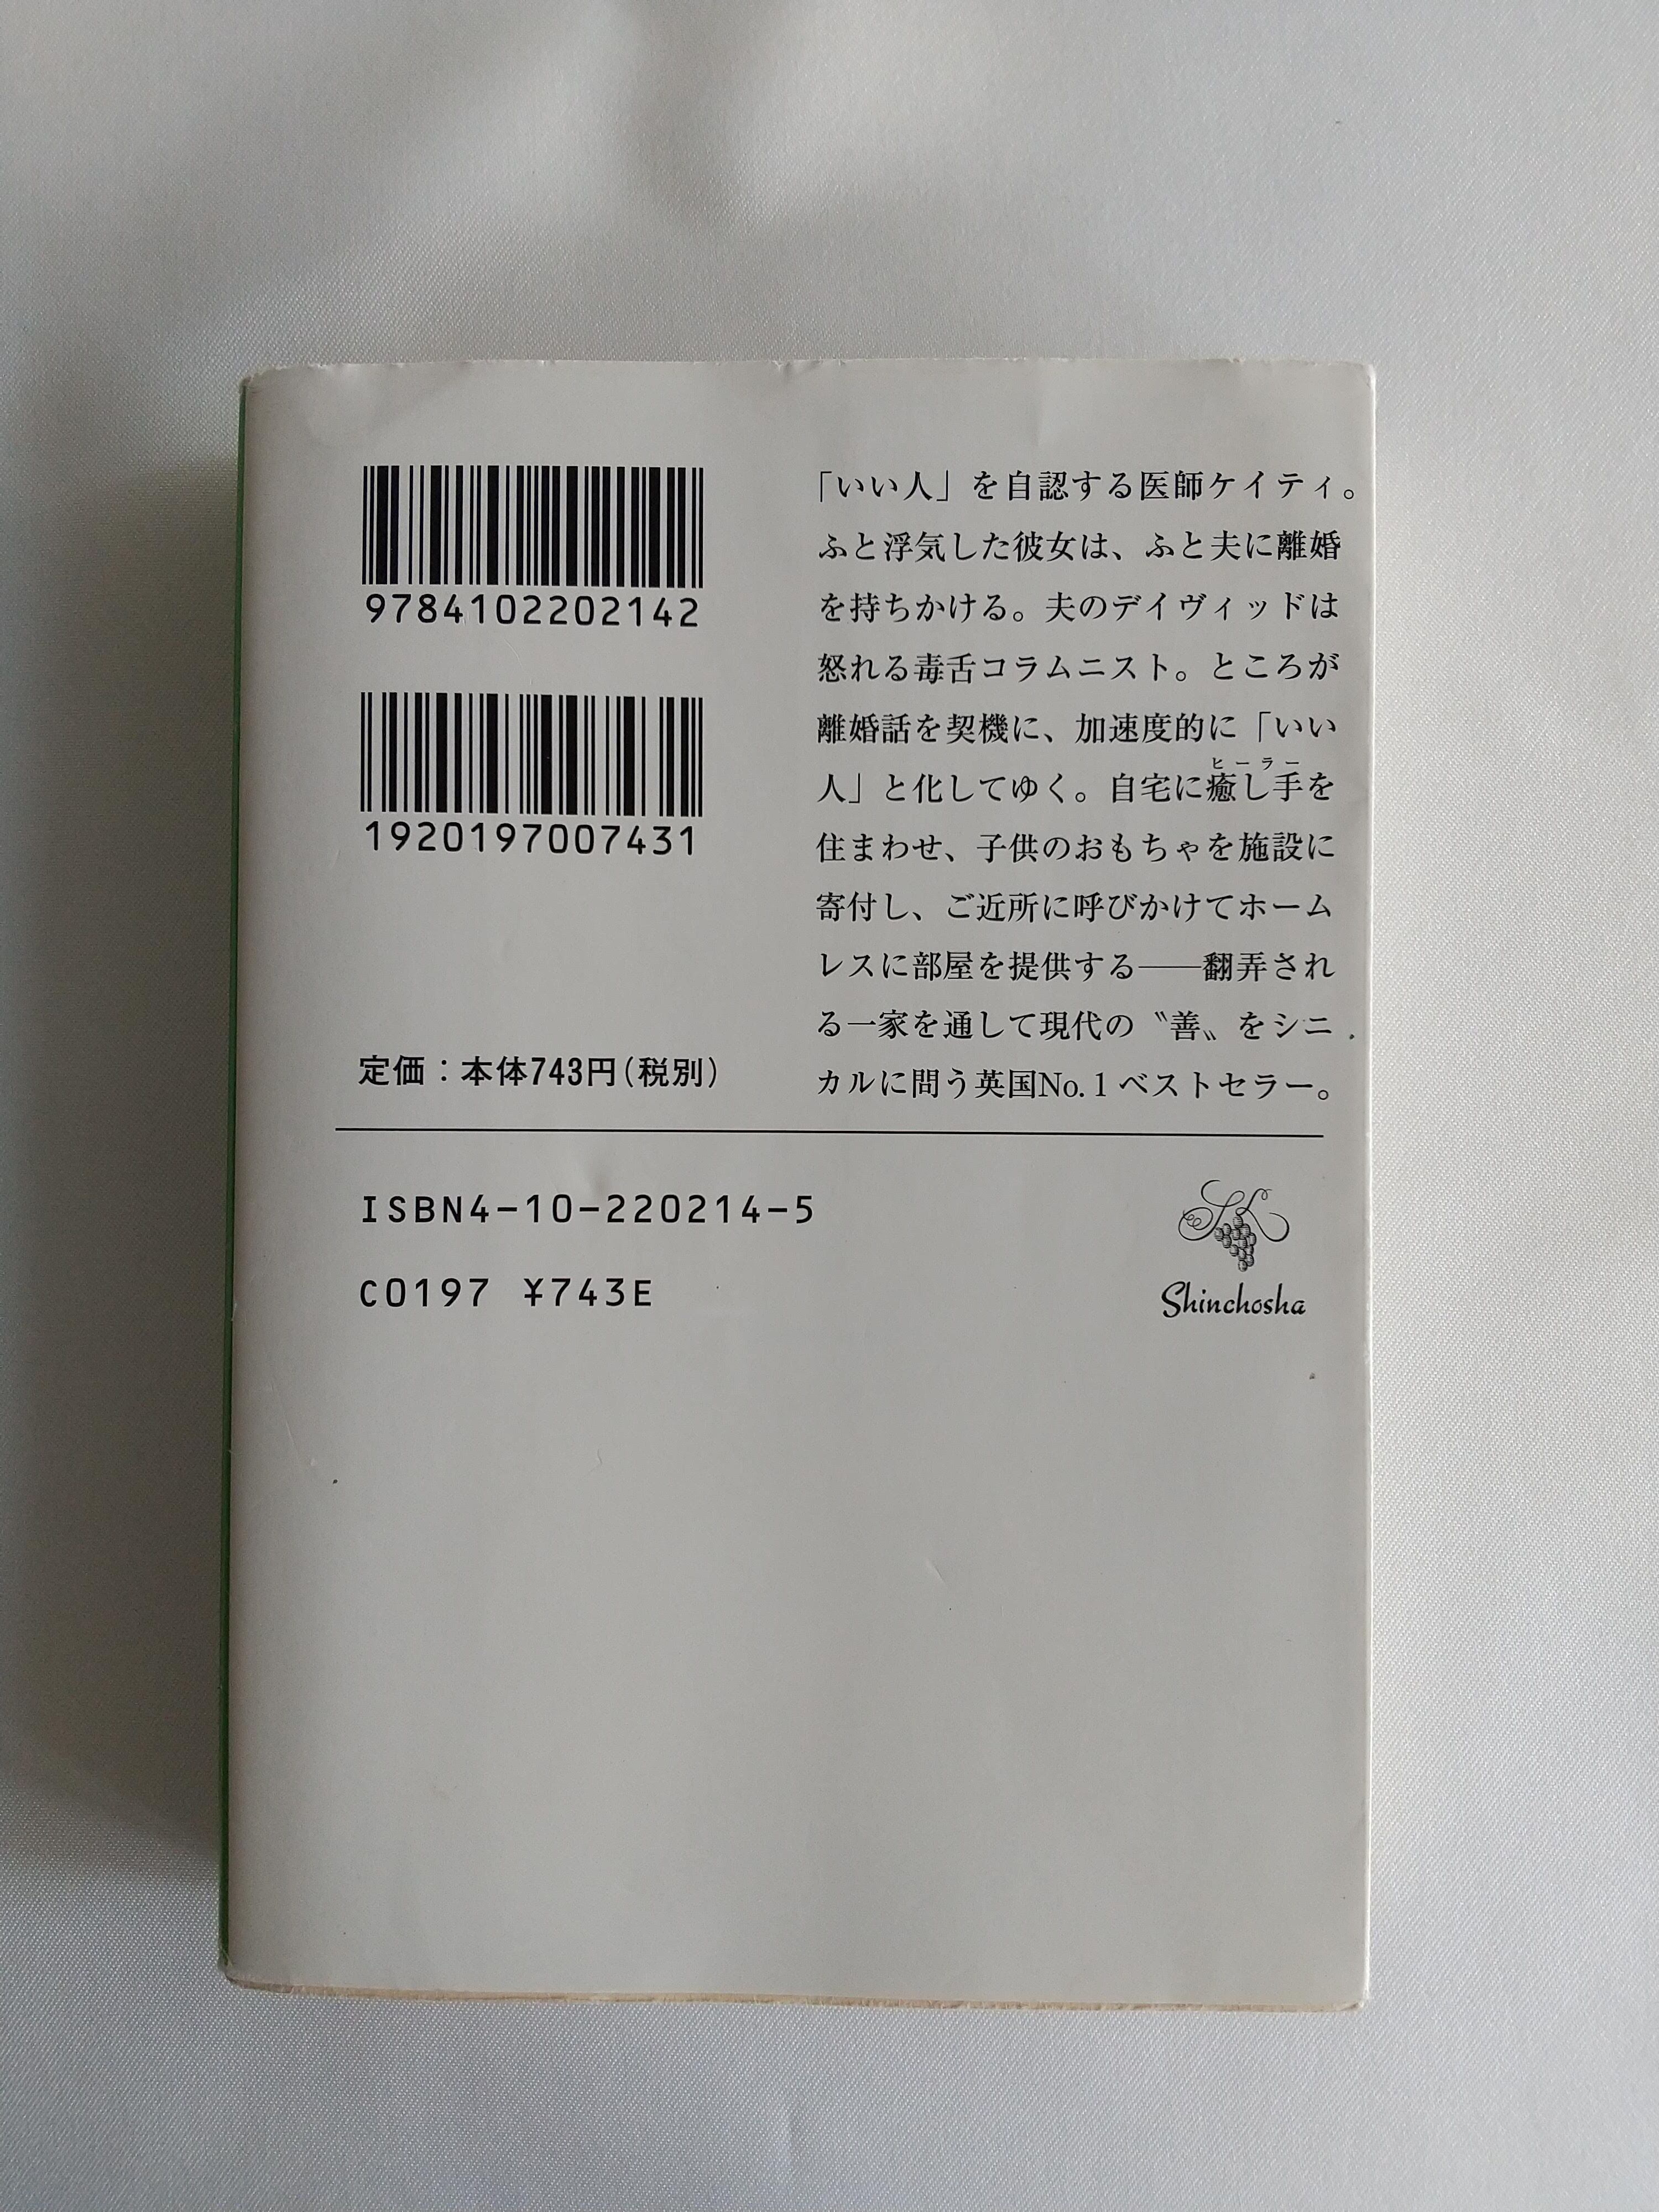 9784102202142
1920197007431
定価：本体743円(税別)
「いい人」を自認する医師ケイティ。
ふと浮気した彼女は、ふと夫に離婚
を持ちかける。夫のデイヴィッドは
怒れる毒舌コラムニスト。ところが
離婚話を契機に、加速度的に「いい
ヒーラー
人」と化してゆく。自宅に癒し手を
住まわせ、子供のおもちゃを施設に
寄付し、ご近所に呼びかけてホーム
レスに部屋を提供する――翻弄され
る一家を通して現代の〝善〟をシニ
カルに問う英国No.1ベストセラー。
ISBN4-10-220214-5
C0197 ¥743E
Shinchosha